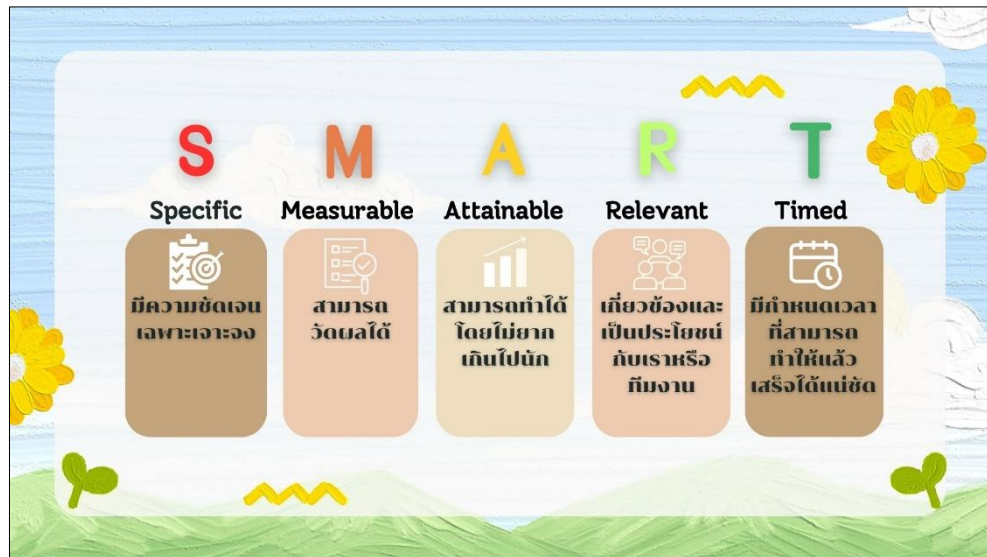 S M A R T
Specific Measurable Attainable Relevant Timed
มีความชัดเจน
เฉพาะเจาะจง
สามารถ
วัดผลได้
สามารถทำได้
โดยไม่ยาก
เกินไปนัก
เกี่ยวข้องและ
เป็นประโยชน์
กับเราหรือ
ทีมงาน
มีกำหนดเวลา
ที่สามารถ
ทำให้แล้ว
เสร็จได้แน่ชัด